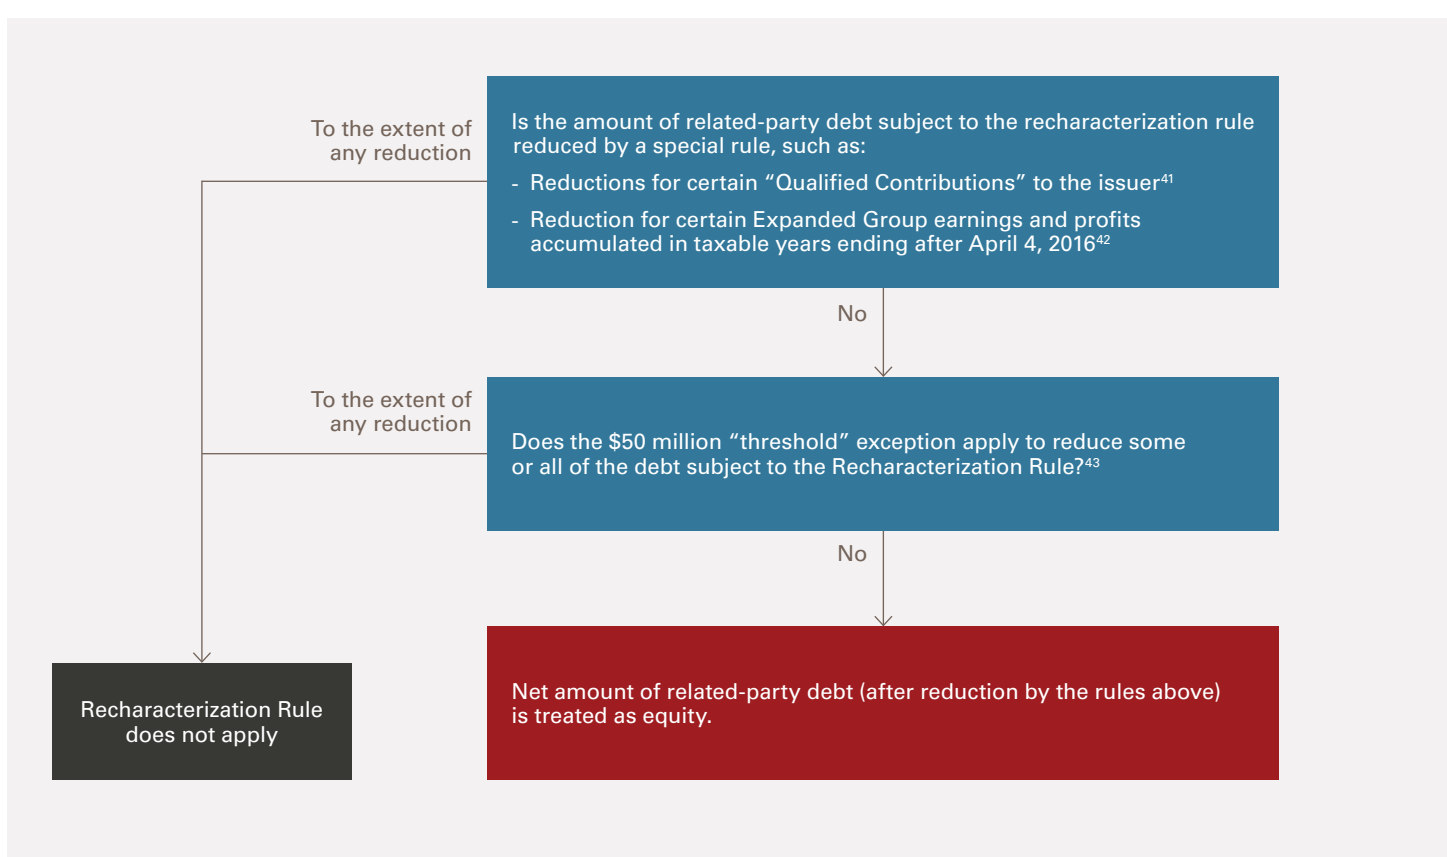 To the extent of
any reduction
Is the amount of related-party debt subject to the recharacterization rule
reduced by a special rule, such as:
- Reductions for certain “Qualified Contributions” to the issuer⁴¹
- Reduction for certain Expanded Group earnings and profits
accumulated in taxable years ending after April 4, 2016⁴²
No
To the extent of
any reduction
Does the $50 million “threshold” exception apply to reduce some
or all of the debt subject to the Recharacterization Rule?⁴³
No
Net amount of related-party debt (after reduction by the rules above)
is treated as equity.
Recharacterization Rule
does not apply